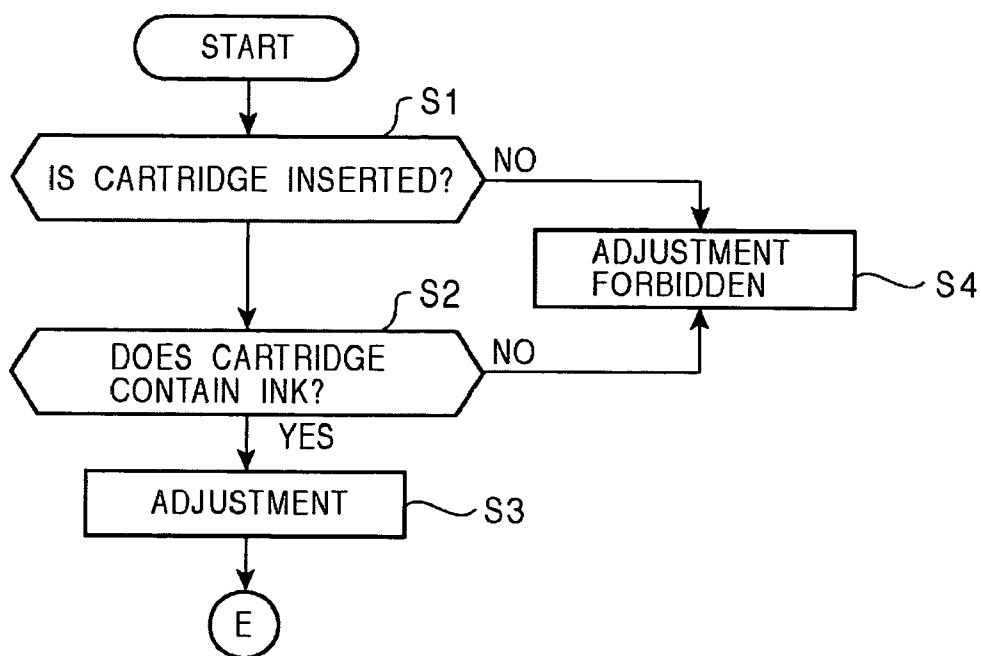 START
S1
IS CARTRIDGE INSERTED?
NO
ADJUSTMENT
FORBIDDEN
S4
S2
DOES CARTRIDGE
CONTAIN INK?
NO
YES
ADJUSTMENT
S3
E